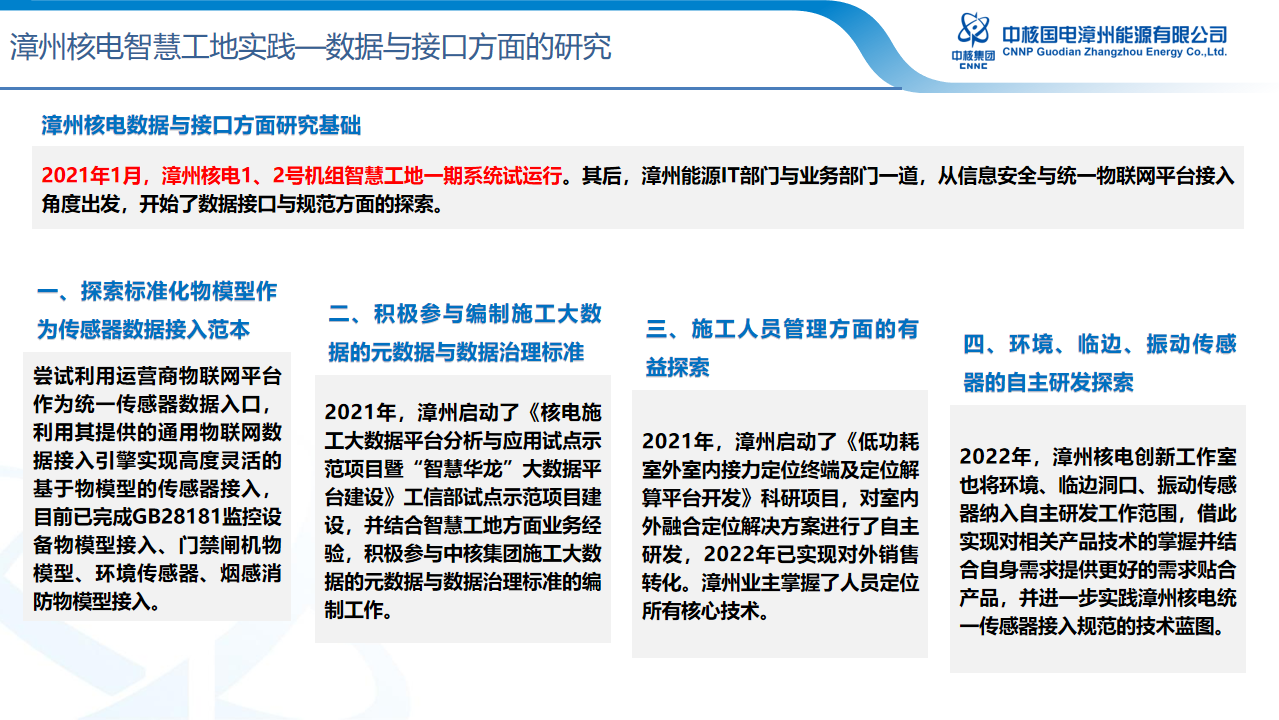 漳州核电智慧工地实践—数据与接口方面的研究
中核集团
CNNC
中核国电漳州能源有限公司
CNNP Guodian Zhangzhou Energy Co.,Ltd.
漳州核电数据与接口方面研究基础
2021年1月，漳州核电1、2号机组智慧工地一期系统试运行。其后，漳州能源IT部门与业务部门一道，从信息安全与统一物联网平台接入
角度出发，开始了数据接口与规范方面的探索。
一、探索标准化物模型作
为传感器数据接入范本
尝试利用运营商物联网平台
作为统一传感器数据入口，
利用其提供的通用物联网数
据接入引擎实现高度灵活的
基于物模型的传感器接入，
目前已完成GB28181监控设
备物模型接入、门禁闸机物
模型、环境传感器、烟感消
防物模型接入。
二、积极参与编制施工大数
据的元数据与数据治理标准
2021年，漳州启动了《核电施
工大数据平台分析与应用试点示
范项目暨“智慧华龙”大数据平
台建设》工信部试点示范项目建
设，并结合智慧工地方面业务经
验，积极参与中核集团施工大数
据的元数据与数据治理标准的编
制工作。
三、施工人员管理方面的有
益探索
2021年，漳州启动了《低功耗
室外室内接力定位终端及定位解
算平台开发》科研项目，对室内
外融合定位解决方案进行了自主
研发，2022年已实现对外销售
转化。漳州业主掌握了人员定位
所有核心技术。
四、环境、临边、振动传感
器的自主研发探索
2022年，漳州核电创新工作室
也将环境、临边洞口、振动传感
器纳入自主研发工作范围，借此
实现对相关产品技术的掌握并结
合自身需求提供更好的需求贴合
产品，并进一步实践漳州核电统
一传感器接入规范的技术蓝图。